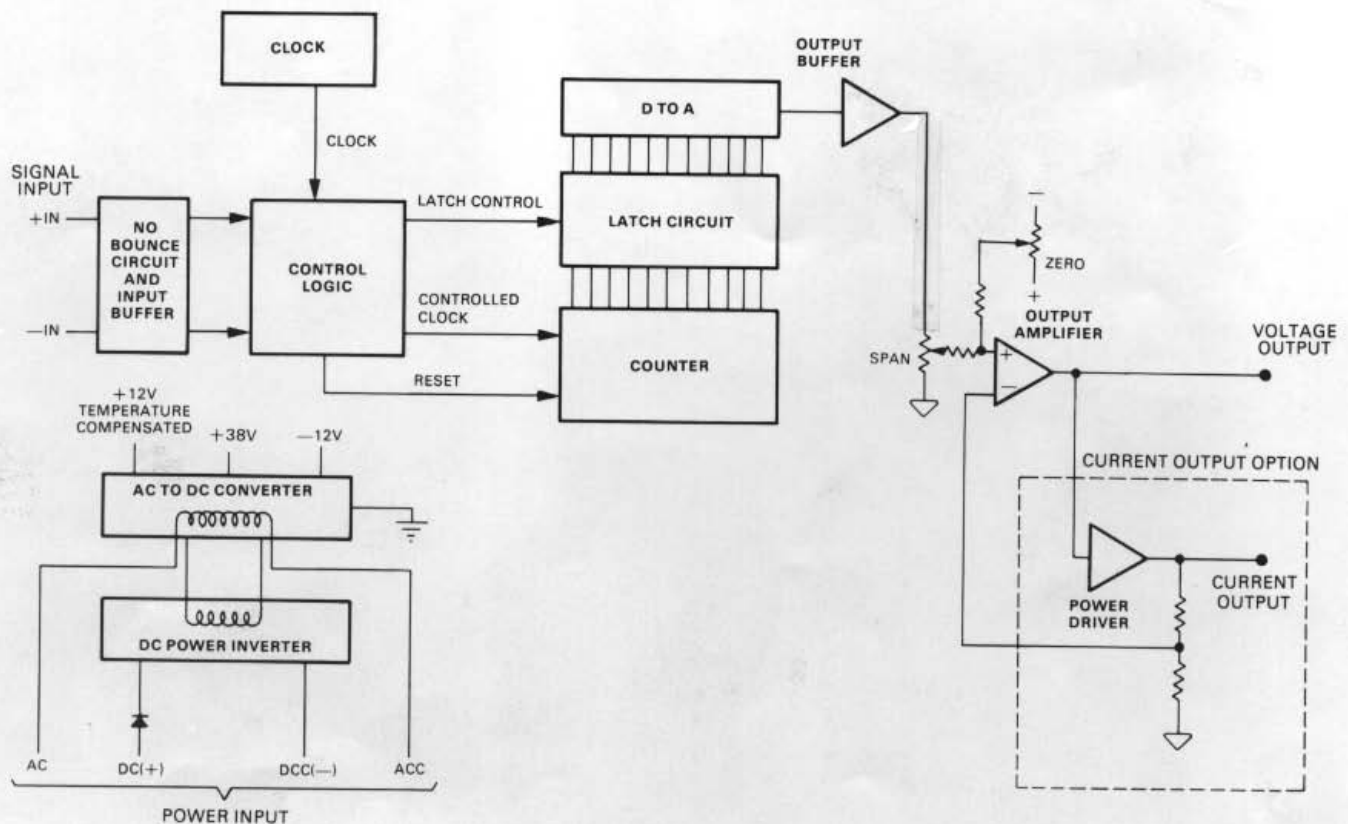 CLOCK
CLOCK
OUTPUT
BUFFER
D TO A
SIGNAL
INPUT
+IN
—IN
NO
BOUNCE
CIRCUIT
AND
INPUT
BUFFER
CONTROL
LOGIC
LATCH CONTROL
CONTROLLED
CLOCK
RESET
LATCH CIRCUIT
COUNTER
—
ZERO
+
OUTPUT
AMPLIFIER
SPAN
+
—
VOLTAGE
OUTPUT
+12V
TEMPERATURE
COMPENSATED
+38V
—12V
AC TO DC CONVERTER
DC POWER INVERTER
AC
DC(+)
DCC(—)
ACC
POWER INPUT
CURRENT OUTPUT OPTION
POWER
DRIVER
CURRENT
OUTPUT